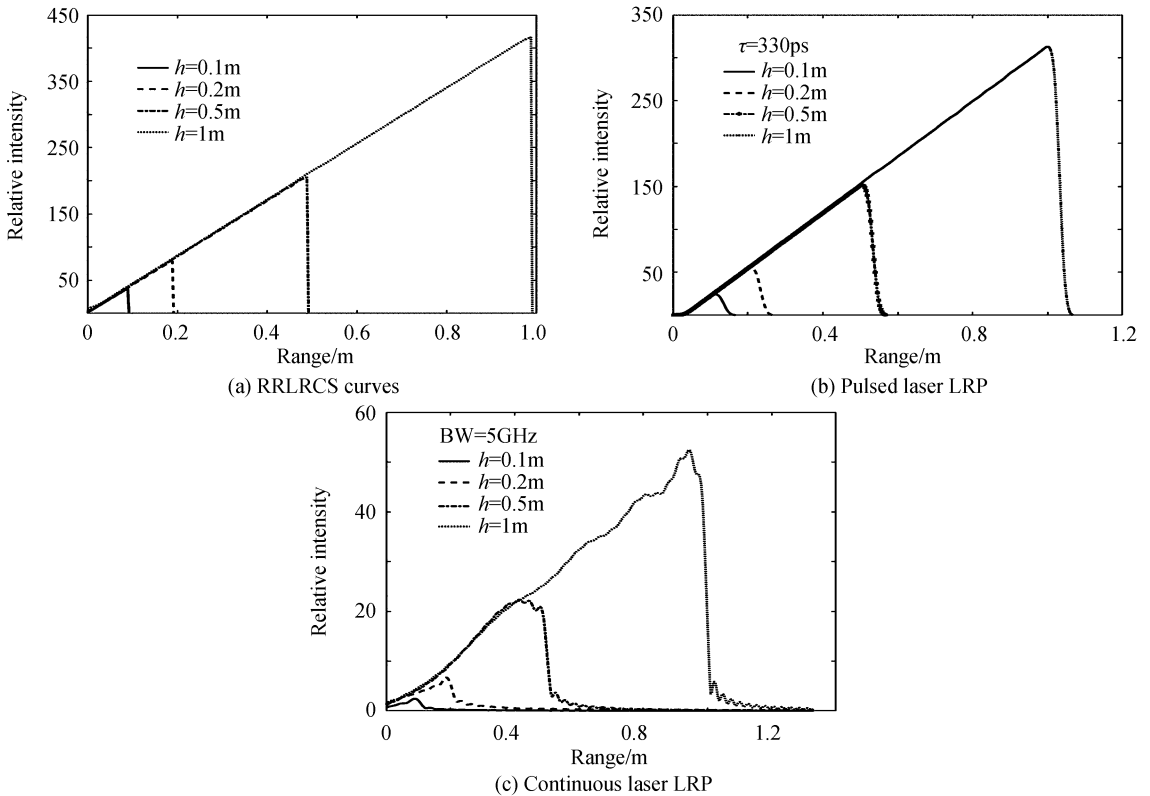 450
350
250
150
50
0
0.2
0.4
0.6
0.8
1.0
Relative intensity
Range/m
h=0.1m
h=0.2m
h=0.5m
h=1m
(a) RRLRCS curves
350
250
150
50
0
0.4
0.8
1.2
Relative intensity
Range/m
τ=330ps
h=0.1m
h=0.2m
h=0.5m
h=1m
(b) Pulsed laser LRP
60
40
20
0
0
0.4
0.8
1.2
Relative intensity
Range/m
BW=5GHz
h=0.1m
h=0.2m
h=0.5m
h=1m
(c) Continuous laser LRP